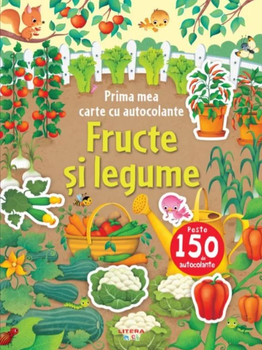 Prima mea
carte cu autocolante
Fructe
și legume
Peste
150
de
autocolante
LITERA